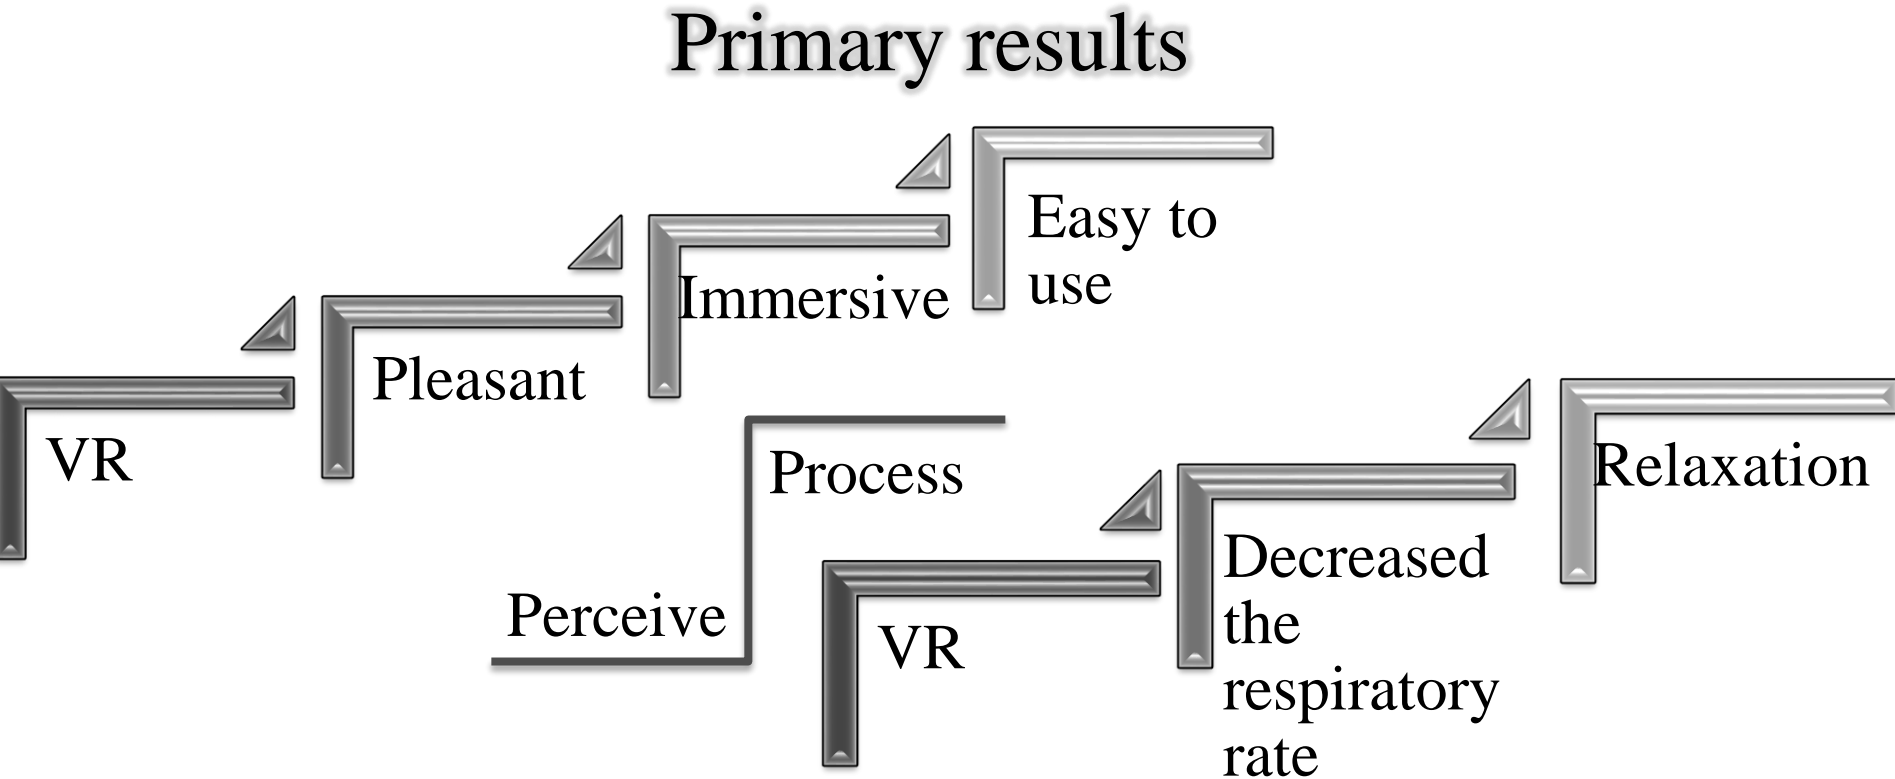 Primary results
VR
Pleasant
Immersive
Easy to
use
Perceive
Process
VR
Decreased
the
respiratory
rate
Relaxation